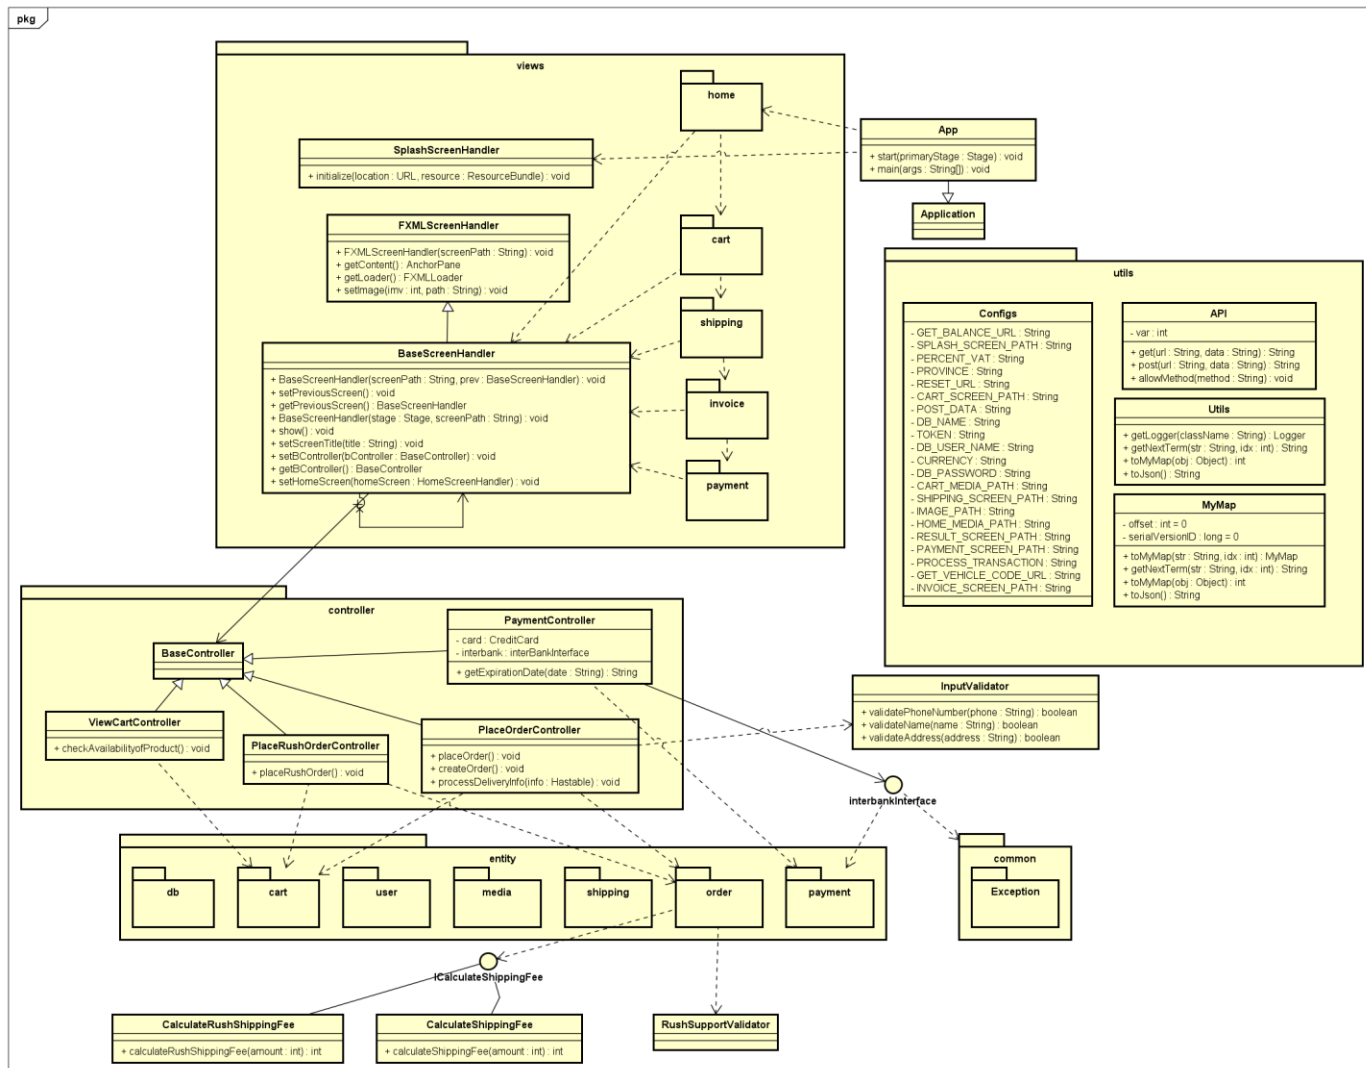 pkg
views
home
SplashScreenHandler
+ initialize(location : URL, resource : ResourceBundle) : void
App
+ start(primaryStage : Stage) : void
+ main(args : String[]) : void
Application
FXMLScreenHandler
+ FXMLScreenHandler(screenPath : String) : void
+ getContent() : AnchorPane
+ getLoader() : FXMLLoader
+ setImage(imv : int, path : String) : void
cart
shipping
BaseScreenHandler
+ BaseScreenHandler(screenPath : String, prev : BaseScreenHandler) : void
+ setPreviousScreen() : void
+ getPreviousScreen() : BaseScreenHandler
+ BaseScreenHandler(stage : Stage, screenPath : String) : void
+ show() : void
+ setScreenTitle(title : String) : void
+ setBController(bController : BaseController) : void
+ getBController() : BaseController
+ setHomeScreen(homeScreen : HomeScreenHandler) : void
invoice
payment
utils
Configs
- GET_BALANCE_URL : String
- SPLASH_SCREEN_PATH : String
- PERCENT_VAT : String
- PROVINCE : String
- RESET_URL : String
- CART_SCREEN_PATH : String
- POST_DATA : String
- DB_NAME : String
- TOKEN : String
- DB_USER_NAME : String
- CURRENCY : String
- DB_PASSWORD : String
- CART_MEDIA_PATH : String
- SHIPPING_SCREEN_PATH : String
- IMAGE_PATH : String
- HOME_MEDIA_PATH : String
- RESULT_SCREEN_PATH : String
- PAYMENT_SCREEN_PATH : String
- PROCESS_TRANSACTION : String
- GET_VEHICLE_CODE_URL : String
- INVOICE_SCREEN_PATH : String
API
- var : int
+ get(url : String, data : String) : String
+ post(url : String, data : String) : String
+ allowMethod(method : String) : void
Utils
+ getLogger(className : String) : Logger
+ getNextTerm(str : String, idx : int) : String
+ toMyMap(obj : Object) : int
+ toJson() : String
MyMap
- offset : int = 0
- serialVersionID : long = 0
+ toMyMap(str : String, idx : int) : MyMap
+ getNextTerm(str : String, idx : int) : String
+ toMyMap(obj : Object) : int
+ toJson() : String
controller
BaseController
PaymentController
- card : CreditCard
- interbank : interBankInterface
+ getExpirationDate(date : String) : String
ViewCartController
+ checkAvailabilityofProduct() : void
PlaceRushOrderController
+ placeRushOrder() : void
PlaceOrderController
+ placeOrder() : void
+ createOrder() : void
+ processDeliveryInfo(info : Hastable) : void
InputValidator
+ validatePhoneNumber(phone : String) : boolean
+ validateName(name : String) : boolean
+ validateAddress(address : String) : boolean
interbankInterface
entity
db
cart
user
media
shipping
order
payment
common
Exception
ICalculateShippingFee
CalculateRushShippingFee
+ calculateRushShippingFee(amount : int) : int
CalculateShippingFee
+ calculateShippingFee(amount : int) : int
RushSupportValidator